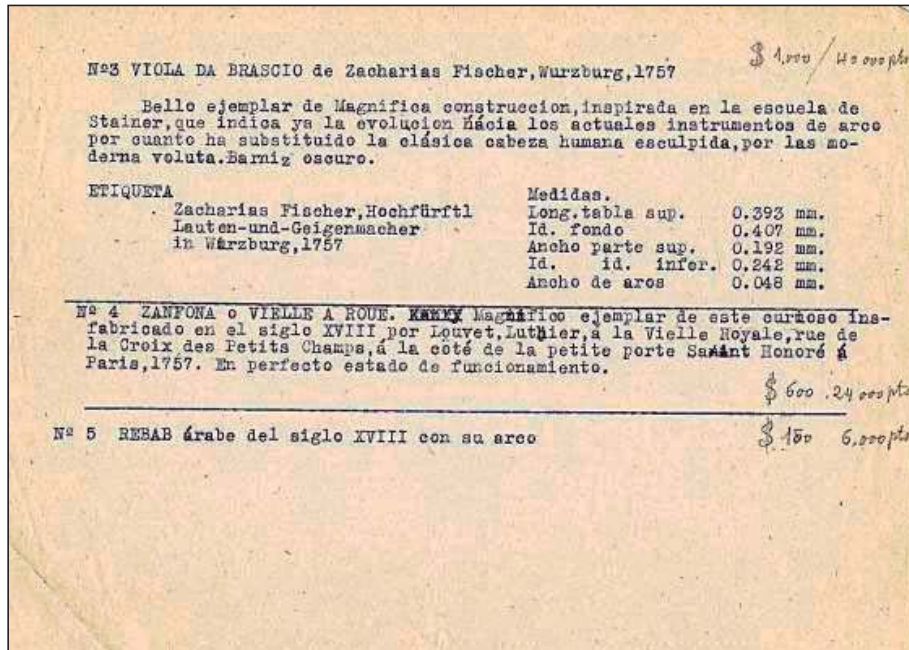 $ 1,000 / 40 000 pts
Nº3 VIOLA DA BRASCIO de Zacharias Fischer,Wurzburg,1757
Bello ejemplar de Magnifica construccion,inspirada en la escuela de
Stainer,que indica ya la evolucion hácia los actuales instrumentos de arco
por cuanto ha substituido la clásica cabeza humana esculpida,por las mo-
derna voluta.Barniz oscuro.
ETIQUETA
Zacharias Fischer,Hochfürftl
Lauten-und-Geigenmacher
in Würzburg,1757
Medidas.
Long.tabla sup. 0.393 mm.
Id. fondo 0.407 mm.
Ancho parte sup. 0.192 mm.
Id. id. infer. 0.242 mm.
Ancho de aros 0.048 mm.
Nº 4 ZANFONA o VIELLE A ROUE. Magnifico ejemplar de este curioso ins-
fabricado en el siglo XVIII por Louvet,Luthier,á la Vielle Royale,rue de
la Croix des Petits Champs,á la coté de la petite porte Saint Honoré á
Paris,1757. En perfecto estado de funcionamiento.
$ 600 . 24 000 pts
Nº 5 REBAB árabe del siglo XVIII con su arco $ 150 6,000 pts